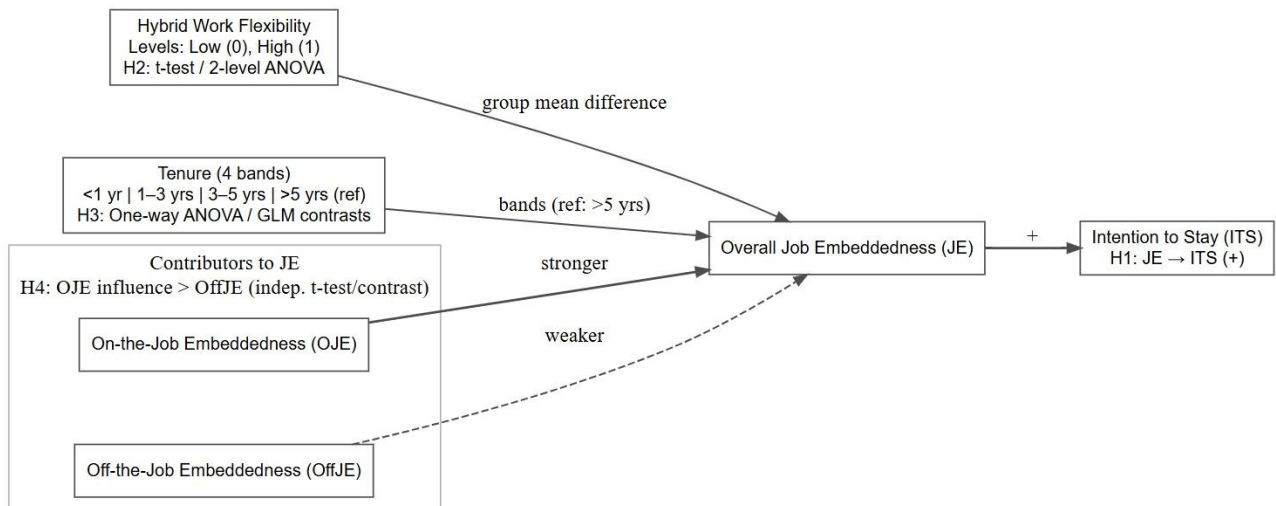 Hybrid Work Flexibility
Levels: Low (0), High (1)
H2: t-test / 2-level ANOVA
group mean difference
Tenure (4 bands)
<1 yr | 1–3 yrs | 3–5 yrs | >5 yrs (ref)
H3: One-way ANOVA / GLM contrasts
bands (ref: >5 yrs)
Contributors to JE
H4: OJE influence > OffJE (indep. t-test/contrast)
On-the-Job Embeddedness (OJE)
stronger
Off-the-Job Embeddedness (OffJE)
weaker
Overall Job Embeddedness (JE)
+
Intention to Stay (ITS)
H1: JE → ITS (+)